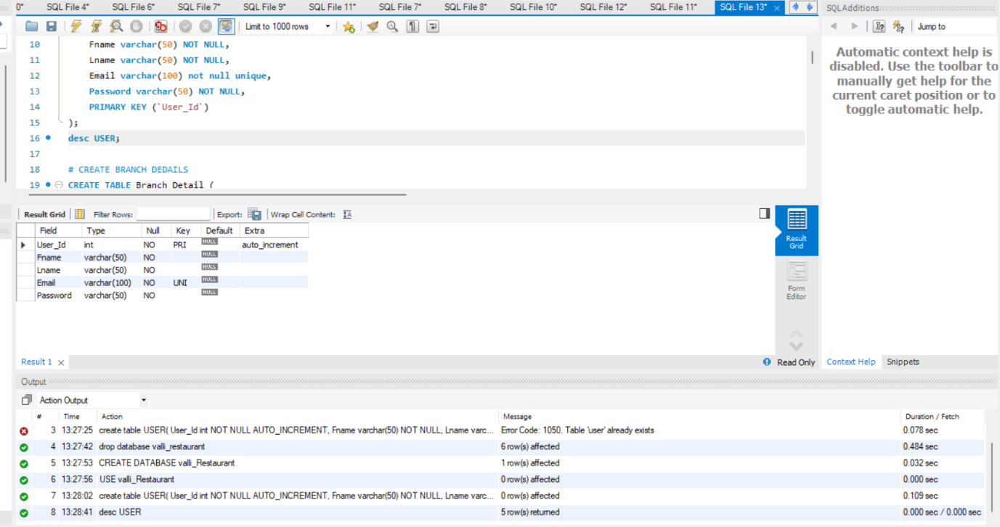 0* SQL File 4* SQL File 6* SQL File 7* SQL File 9* SQL File 11* SQL File 7* SQL File 8* SQL File 10* SQL File 12* SQL File 11* SQL File 13* SQLAdditions
Limit to 1000 rows Jump to
10 Fname varchar(50) NOT NULL,
11 Lname varchar(50) NOT NULL,
12 Email varchar(100) not null unique,
13 Password varchar(50) NOT NULL,
14 PRIMARY KEY (`User_Id`)
15 );
16 desc USER;
17
18 # CREATE BRANCH DEDAILS
19 CREATE TABLE Branch_Detail (
Automatic context help is
disabled. Use the toolbar to
manually get help for the
current caret position or to
toggle automatic help.
Result Grid Filter Rows: Export: Wrap Cell Content: IA
Field Type Null Key Default Extra
User_Id int NO PRI NULL auto_increment
Fname varchar(50) NO NULL
Lname varchar(50) NO NULL
Email varchar(100) NO UNI NULL
Password varchar(50) NO NULL
Result
Grid
Form
Editor
Result 1 Read Only Context Help Snippets
Output
Action Output
# Time Action Message Duration / Fetch
3 13:27:25 create table USER( User_Id int NOT NULL AUTO_INCREMENT, Fname varchar(50) NOT NULL, Lname varc... Error Code: 1050. Table 'user' already exists 0.078 sec
4 13:27:42 drop database valli_restaurant 6 row(s) affected 0.484 sec
5 13:27:53 CREATE DATABASE valli_Restaurant 1 row(s) affected 0.032 sec
6 13:27:56 USE valli_Restaurant 0 row(s) affected 0.000 sec
7 13:28:02 create table USER( User_Id int NOT NULL AUTO_INCREMENT, Fname varchar(50) NOT NULL, Lname varc... 0 row(s) affected 0.109 sec
8 13:28:41 desc USER 5 row(s) returned 0.000 sec / 0.000 sec